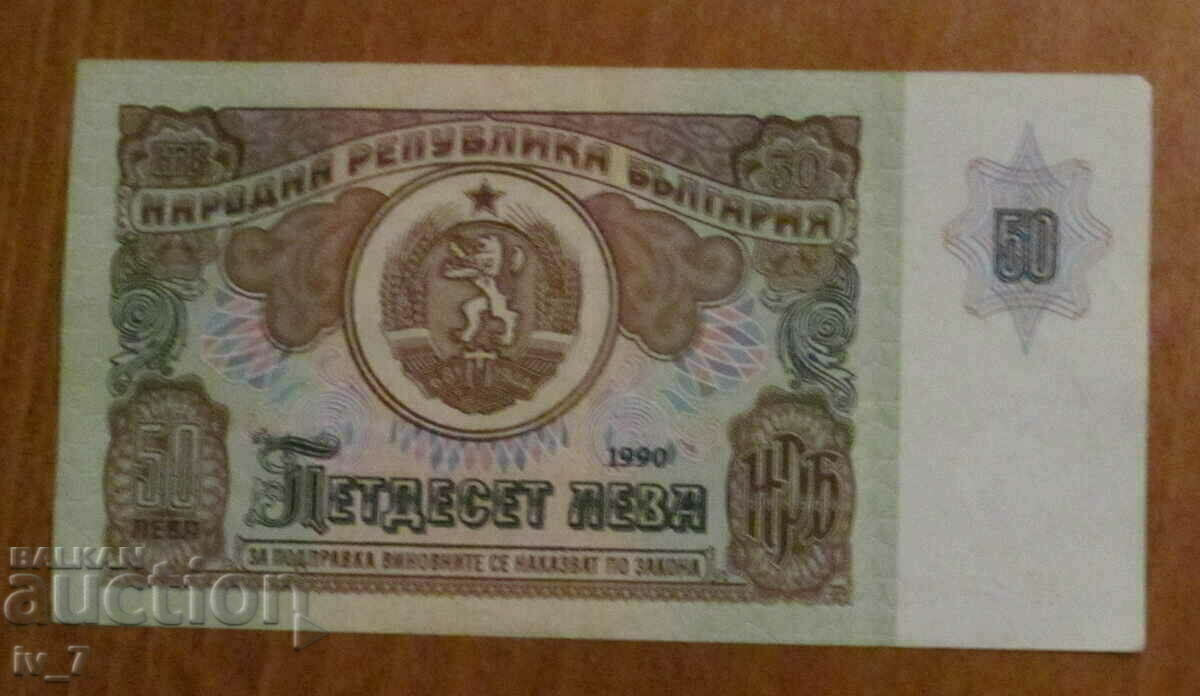 НАРОДНА РЕПУБЛИКА БЪЛГАРИЯ
50
50
1990
ПЕТДЕСЕТ ЛЕВА
50
ЛЕВА
НРБ
ЗА ПОДПРАВКА ВИНОВНИТЕ СЕ НАКАЗВАТ ПО ЗАКОНА
BALKAN
auction
iv_7